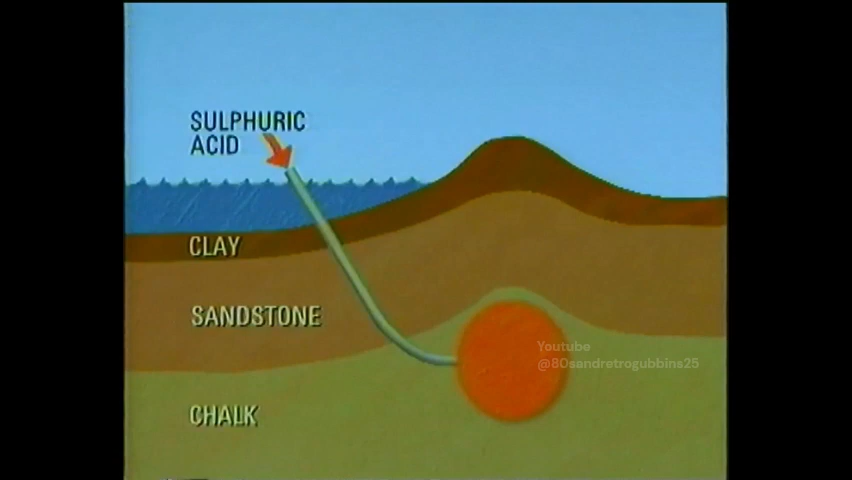 SULPHURIC
ACID
CLAY
SANDSTONE
Youtube
@80sandretrogubbins25
CHALK